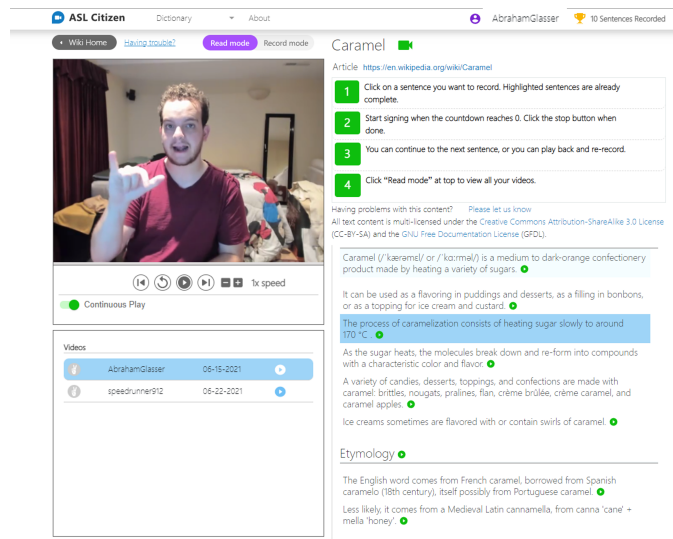 ASL Citizen
Dictionary
About
AbrahamGlasser
10 Sentences Recorded
Wiki Home
Having trouble?
Read mode
Record mode
Caramel
Article https://en.wikipedia.org/wiki/Caramel
1 Click on a sentence you want to record. Highlighted sentences are already
complete.
2 Start signing when the countdown reaches 0. Click the stop button when
done.
3 You can continue to the next sentence, or you can play back and re-record.
4 Click “Read mode” at top to view all your videos.
Having problems with this content? Please let us know
All text content is multi-licensed under the Creative Commons Attribution-ShareAlike 3.0 License
(CC-BY-SA) and the GNU Free Documentation License (GFDL).
1x speed
Continuous Play
Videos
AbrahamGlasser 06-15-2021
speedrunner912 06-22-2021
Caramel (/ˈkærəmɛl/ or /ˈkɑːrməl/) is a medium to dark-orange confectionery
product made by heating a variety of sugars.
It can be used as a flavoring in puddings and desserts, as a filling in bonbons,
or as a topping for ice cream and custard.
The process of caramelization consists of heating sugar slowly to around
170 °C .
As the sugar heats, the molecules break down and re-form into compounds
with a characteristic color and flavor.
A variety of candies, desserts, toppings, and confections are made with
caramel: brittles, nougats, pralines, flan, crème brûlée, crème caramel, and
caramel apples.
Ice creams sometimes are flavored with or contain swirls of caramel.
Etymology
The English word comes from French caramel, borrowed from Spanish
caramelo (18th century), itself possibly from Portuguese caramel.
Less likely, it comes from a Medieval Latin cannamella, from canna 'cane' +
mella 'honey'.